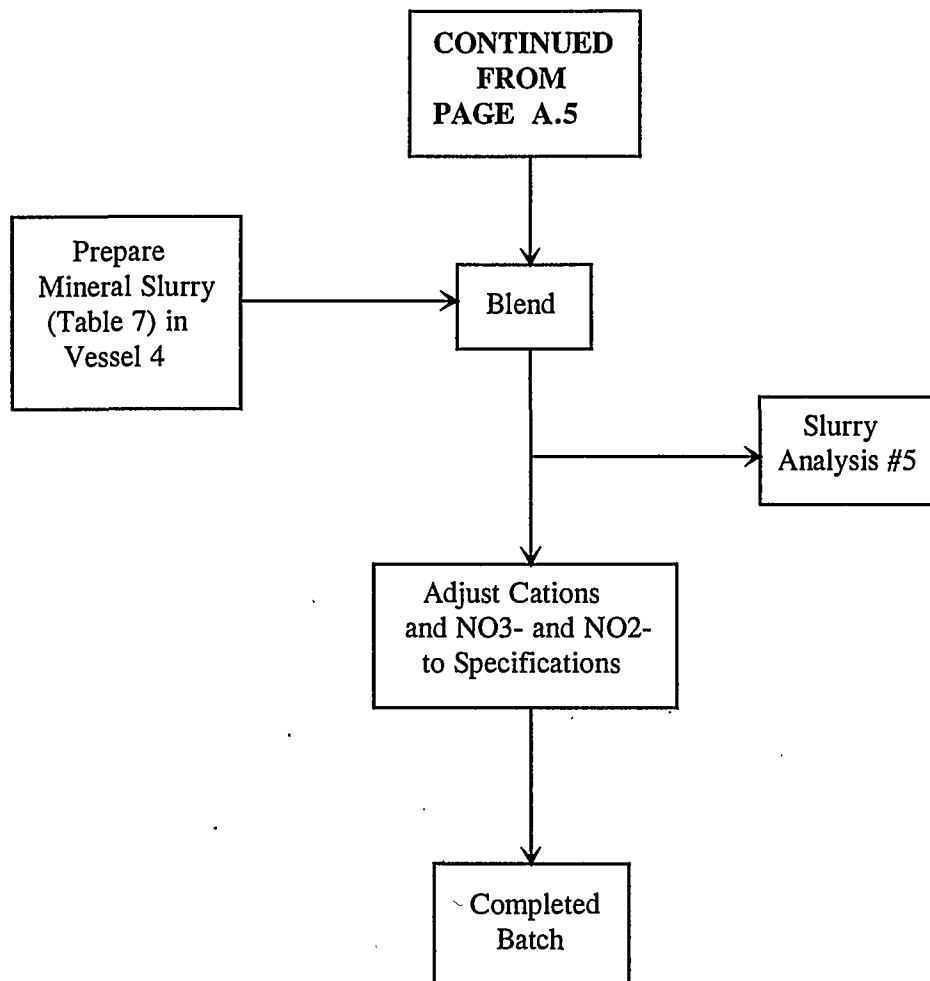 CONTINUED
FROM
PAGE A.5
Prepare
Mineral Slurry
(Table 7) in
Vessel 4
Blend
Slurry
Analysis #5
Adjust Cations
and NO3- and NO2-
to Specifications
Completed
Batch